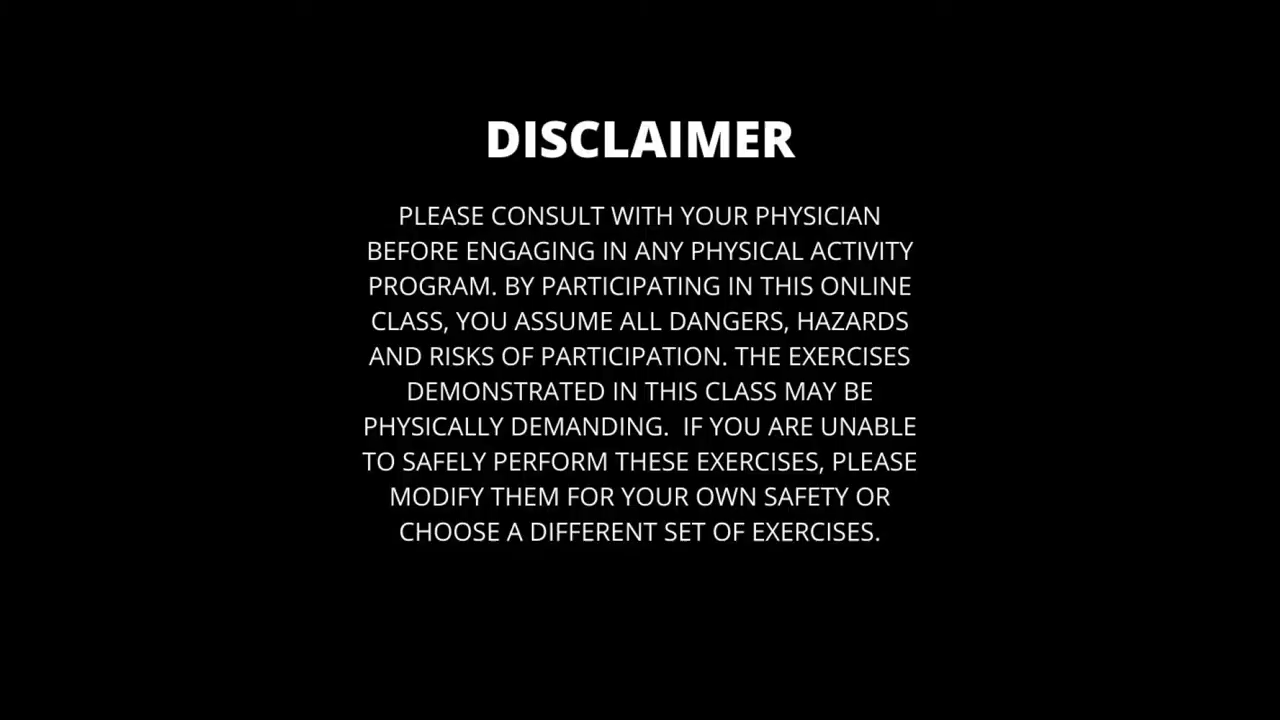 DISCLAIMER
PLEASE CONSULT WITH YOUR PHYSICIAN
BEFORE ENGAGING IN ANY PHYSICAL ACTIVITY
PROGRAM. BY PARTICIPATING IN THIS ONLINE
CLASS, YOU ASSUME ALL DANGERS, HAZARDS
AND RISKS OF PARTICIPATION. THE EXERCISES
DEMONSTRATED IN THIS CLASS MAY BE
PHYSICALLY DEMANDING.  IF YOU ARE UNABLE
TO SAFELY PERFORM THESE EXERCISES, PLEASE
MODIFY THEM FOR YOUR OWN SAFETY OR
CHOOSE A DIFFERENT SET OF EXERCISES.